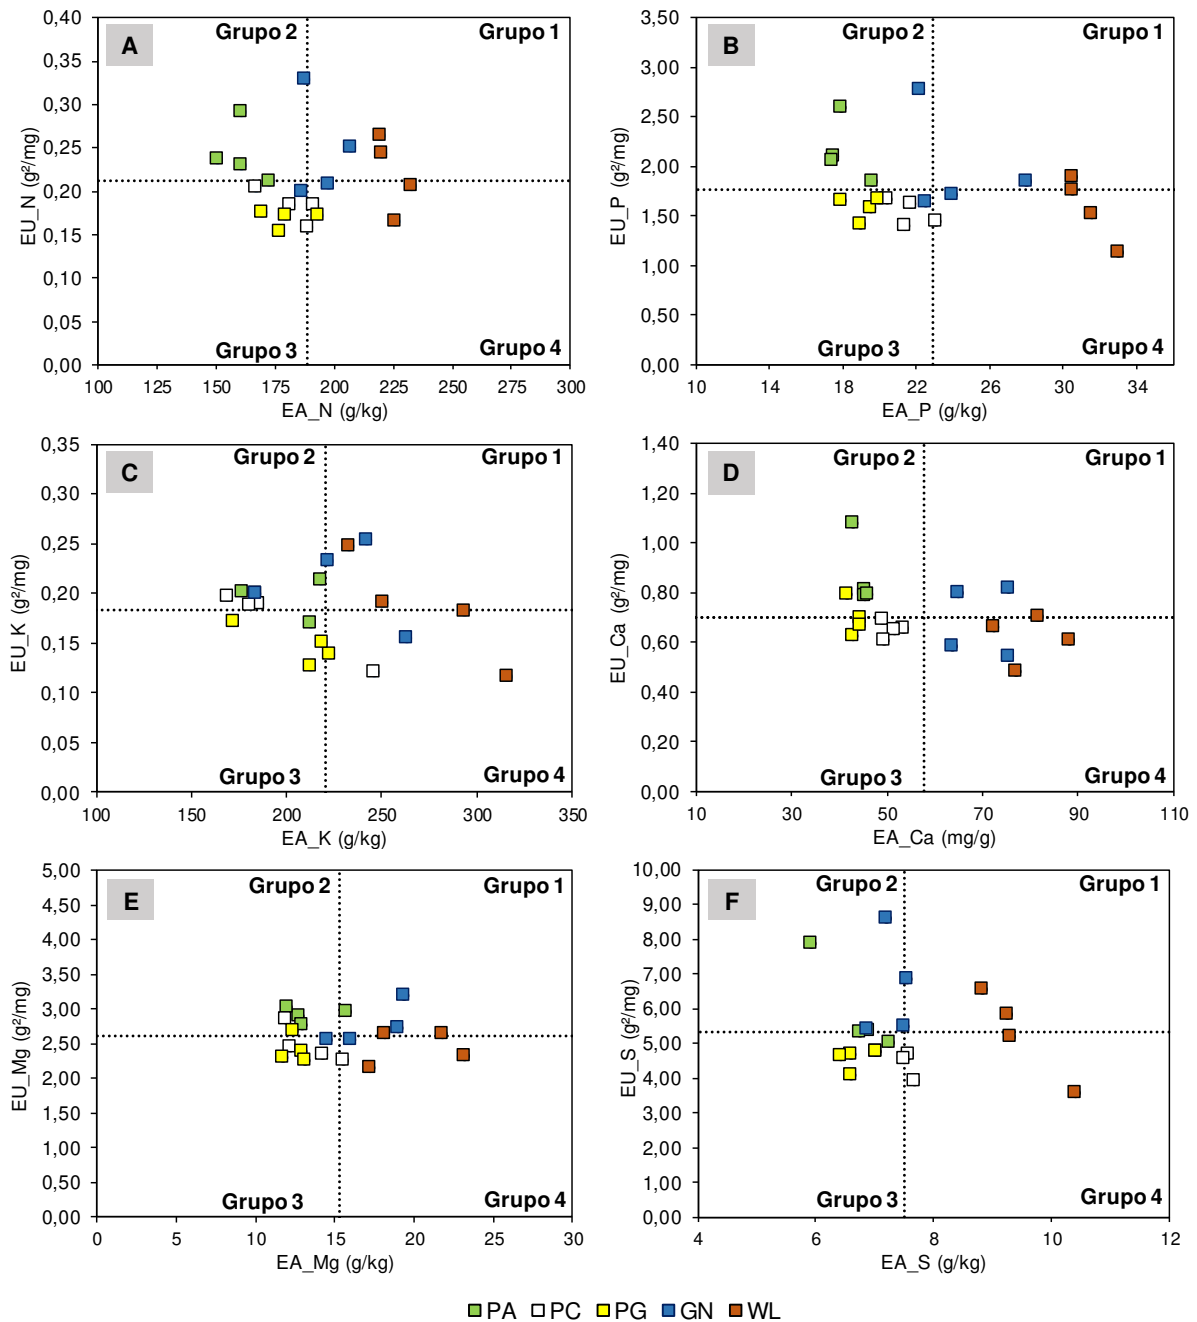 A
Grupo 2
Grupo 1
0,40
0,35
0,30
0,25
0,20
0,15
0,10
0,05
0,00
EU_N (g²/mg)
Grupo 3
Grupo 4
100 125 150 175 200 225 250 275 300
EA_N (g/kg)
B
Grupo 2
Grupo 1
3,50
3,00
2,50
2,00
1,50
1,00
0,50
0,00
EU_P (g²/mg)
Grupo 3
Grupo 4
10 14 18 22 26 30 34
EA_P (g/kg)
C
Grupo 2
Grupo 1
0,35
0,30
0,25
0,20
0,15
0,10
0,05
0,00
EU_K (g²/mg)
Grupo 3
Grupo 4
100 150 200 250 300 350
EA_K (g/kg)
D
Grupo 2
Grupo 1
1,40
1,20
1,00
0,80
0,60
0,40
0,20
0,00
EU_Ca (g²/mg)
Grupo 3
Grupo 4
10 30 50 70 90 110
EA_Ca (mg/g)
E
Grupo 2
Grupo 1
5,00
4,50
4,00
3,50
3,00
2,50
2,00
1,50
1,00
0,50
0,00
EU_Mg (g²/mg)
Grupo 3
Grupo 4
0 5 10 15 20 25 30
EA_Mg (g/kg)
F
Grupo 2
Grupo 1
10,00
9,00
8,00
7,00
6,00
5,00
4,00
3,00
2,00
1,00
0,00
EU_S (g²/mg)
Grupo 3
Grupo 4
4 6 8 10 12
EA_S (g/kg)
PA PC PG GN WL